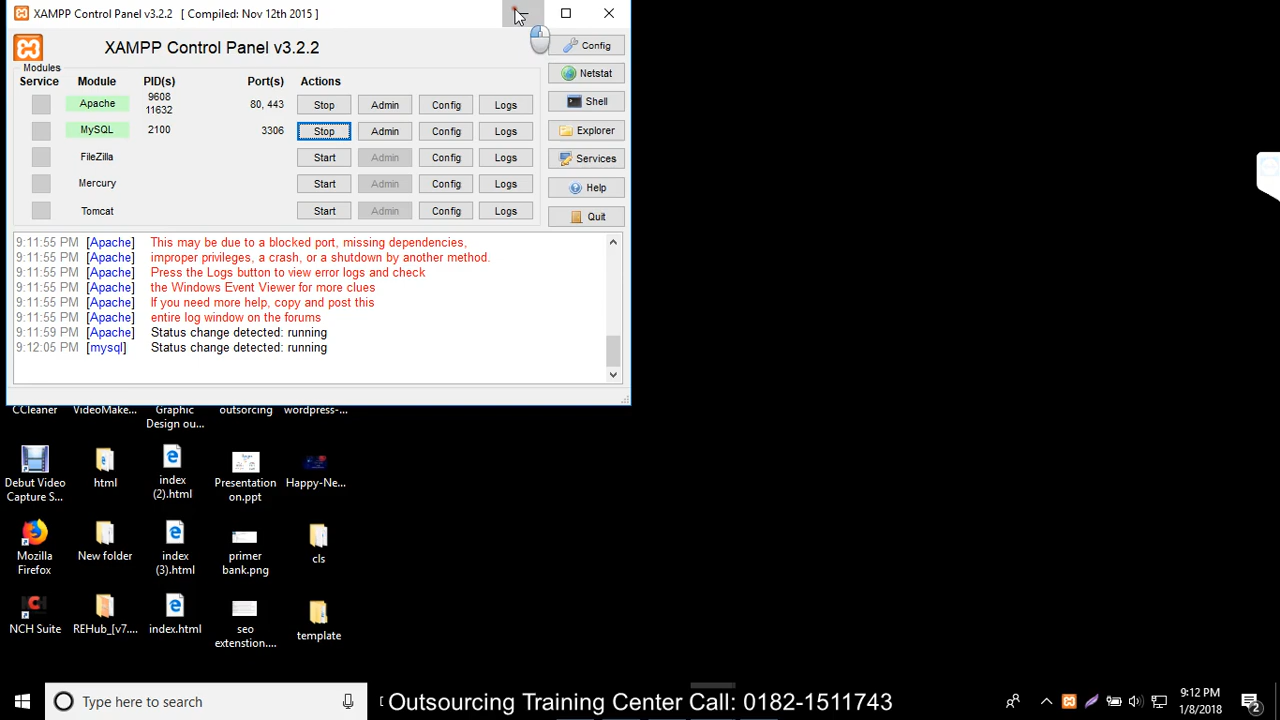 XAMPP Control Panel v3.2.2 [ Compiled: Nov 12th 2015 ]
XAMPP Control Panel v3.2.2
Config
Modules
Netstat
Service Module PID(s) Port(s) Actions
Apache 9608 11632 80, 443 Stop Admin Config Logs
Shell
MySQL 2100 3306 Stop Admin Config Logs
Explorer
FileZilla Start Admin Config Logs
Services
Mercury Start Admin Config Logs
Help
Tomcat Start Admin Config Logs
Quit
9:11:55 PM [Apache] This may be due to a blocked port, missing dependencies,
9:11:55 PM [Apache] improper privileges, a crash, or a shutdown by another method.
9:11:55 PM [Apache] Press the Logs button to view error logs and check
9:11:55 PM [Apache] the Windows Event Viewer for more clues
9:11:55 PM [Apache] If you need more help, copy and post this
9:11:55 PM [Apache] entire log window on the forums
9:11:59 PM [Apache] Status change detected: running
9:12:05 PM [mysql] Status change detected: running
CCleaner VideoMake... Graphic outsorcing wordpress-...
Design ou...
Debut Video html index Presentation Happy-Ne...
Capture S... (2).html on.ppt
Mozilla New folder index primer cls
Firefox (3).html bank.png
NCH Suite REHub_[v7.... index.html seo template
extenstion....
Type here to search
[ Outsourcing Training Center Call: 0182-1511743
9:12 PM
1/8/2018
2